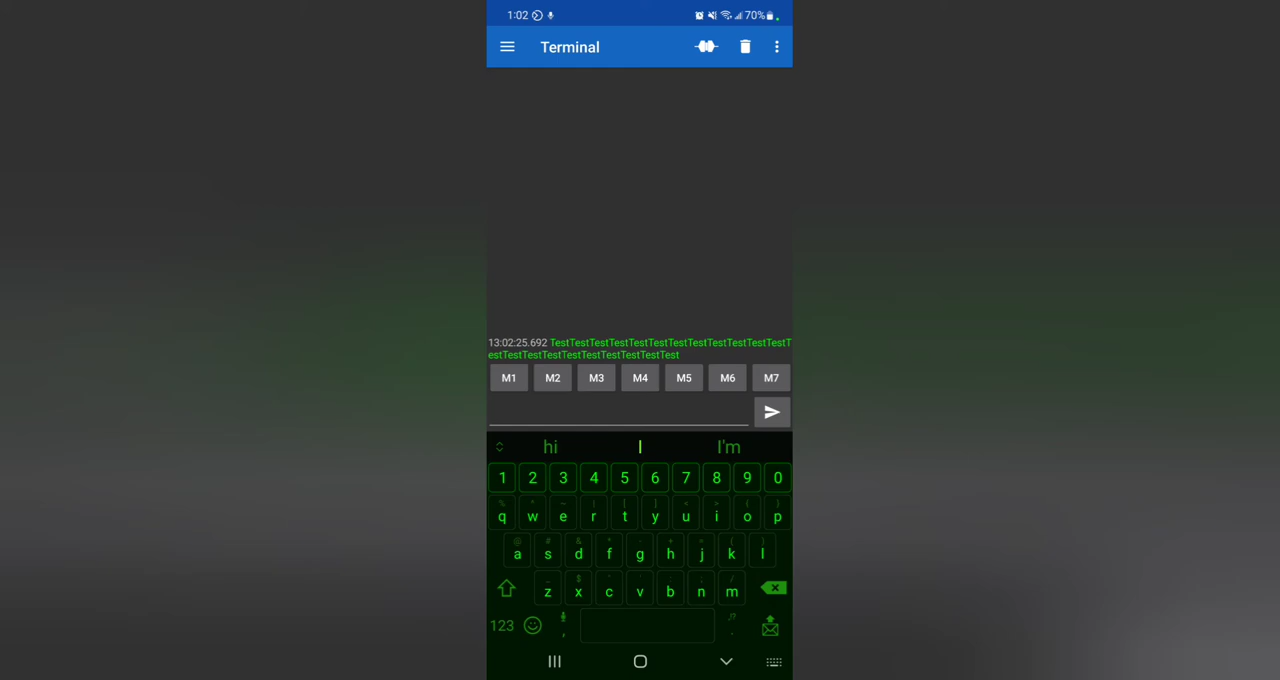 1:02 70%
Terminal
13:02:25.692 TestTestTestTestTestTestTestTestTestTestTestTestT
estTestTestTestTestTestTestTestTestTest
M1 M2 M3 M4 M5 M6 M7
hi I I'm
1 2 3 4 5 6 7 8 9 0
q w e r t y u i o p
a s d f g h j k l
z x c v b n m
123 , .